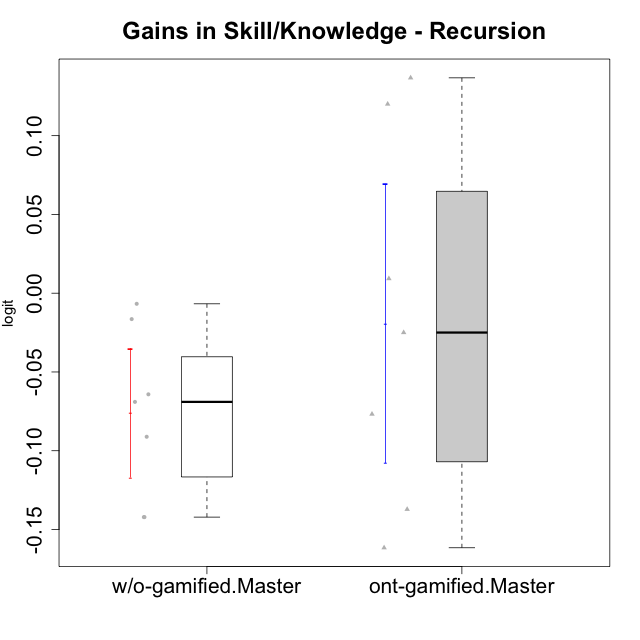 Gains in Skill/Knowledge - Recursion
logit
0.10
0.05
0.00
-0.05
-0.10
-0.15
w/o-gamified.Master
ont-gamified.Master